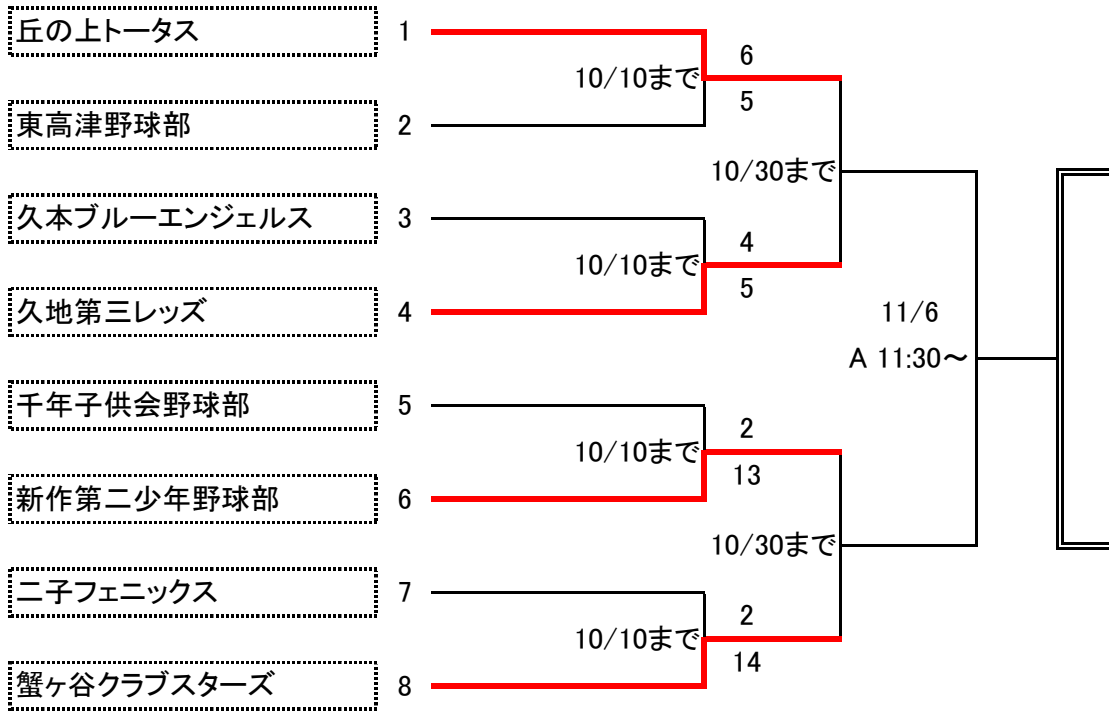 丘の上トータス 1
6
10/10まで
5
東高津野球部 2
10/30まで
久本ブルーエンジェルス 3
4
10/10まで
5
久地第三レッズ 4
11/6
A 11:30～
千年子供会野球部 5
2
10/10まで
13
新作第二少年野球部 6
10/30まで
二子フェニックス 7
2
10/10まで
14
蟹ヶ谷クラブスターズ 8